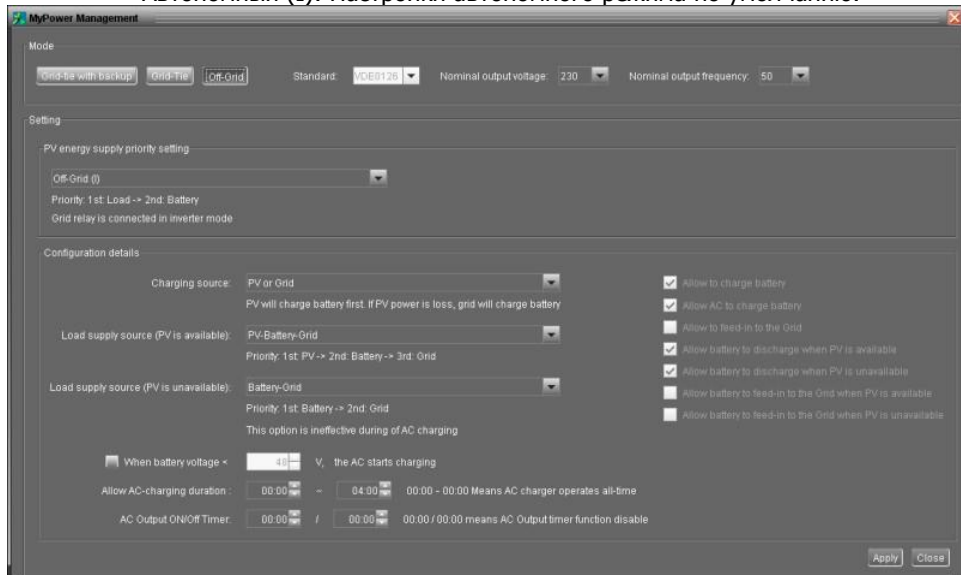 Автономный (I). Настройки автономного режима по умолчанию.
MyPower Management
Mode
Grid-tie with backup Grid-Tie Off-Grid Standard: VDE0126 Nominal output voltage: 230 Nominal output frequency: 50
Setting
PV energy supply priority setting
Off-Grid (I)
Priority: 1st: Load -> 2nd: Battery
Grid relay is connected in inverter mode
Configuration details
Charging source: PV or Grid
PV will charge battery first. If PV power is loss, grid will charge battery
Load supply source (PV is available): PV-Battery-Grid
Priority: 1st: PV-> 2nd: Battery-> 3rd: Grid
Load supply source (PV is unavailable): Battery-Grid
Priority: 1st: Battery-> 2nd: Grid
This option is ineffective during of AC charging
When battery voltage < 48 V, the AC starts charging
Allow AC-charging duration : 00:00 - 04:00 00:00 - 00:00 Means AC charger operates all-time
AC Output ON/Off Timer: 00:00 / 00:00 00:00 / 00:00 means AC Output timer function disable
Allow to charge battery
Allow AC to charge battery
Allow to feed-in to the Grid
Allow battery to discharge when PV is available
Allow battery to discharge when PV is unavailable
Allow battery to feed-in to the Grid when PV is available
Allow battery to feed-in to the Grid when PV is unavailable
Apply Close